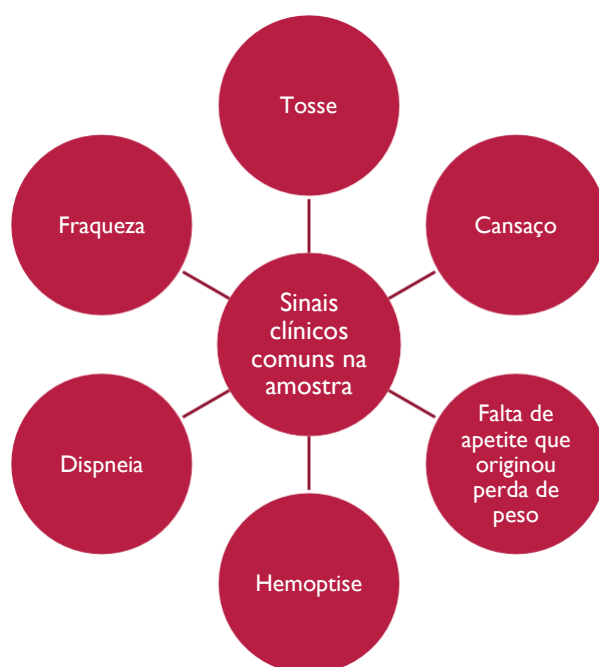 Tosse
Fraqueza
Cansaço
Sinais
clínicos
comuns na
amostra
Dispneia
Falta de
apetite que
originou
perda de
peso
Hemoptise